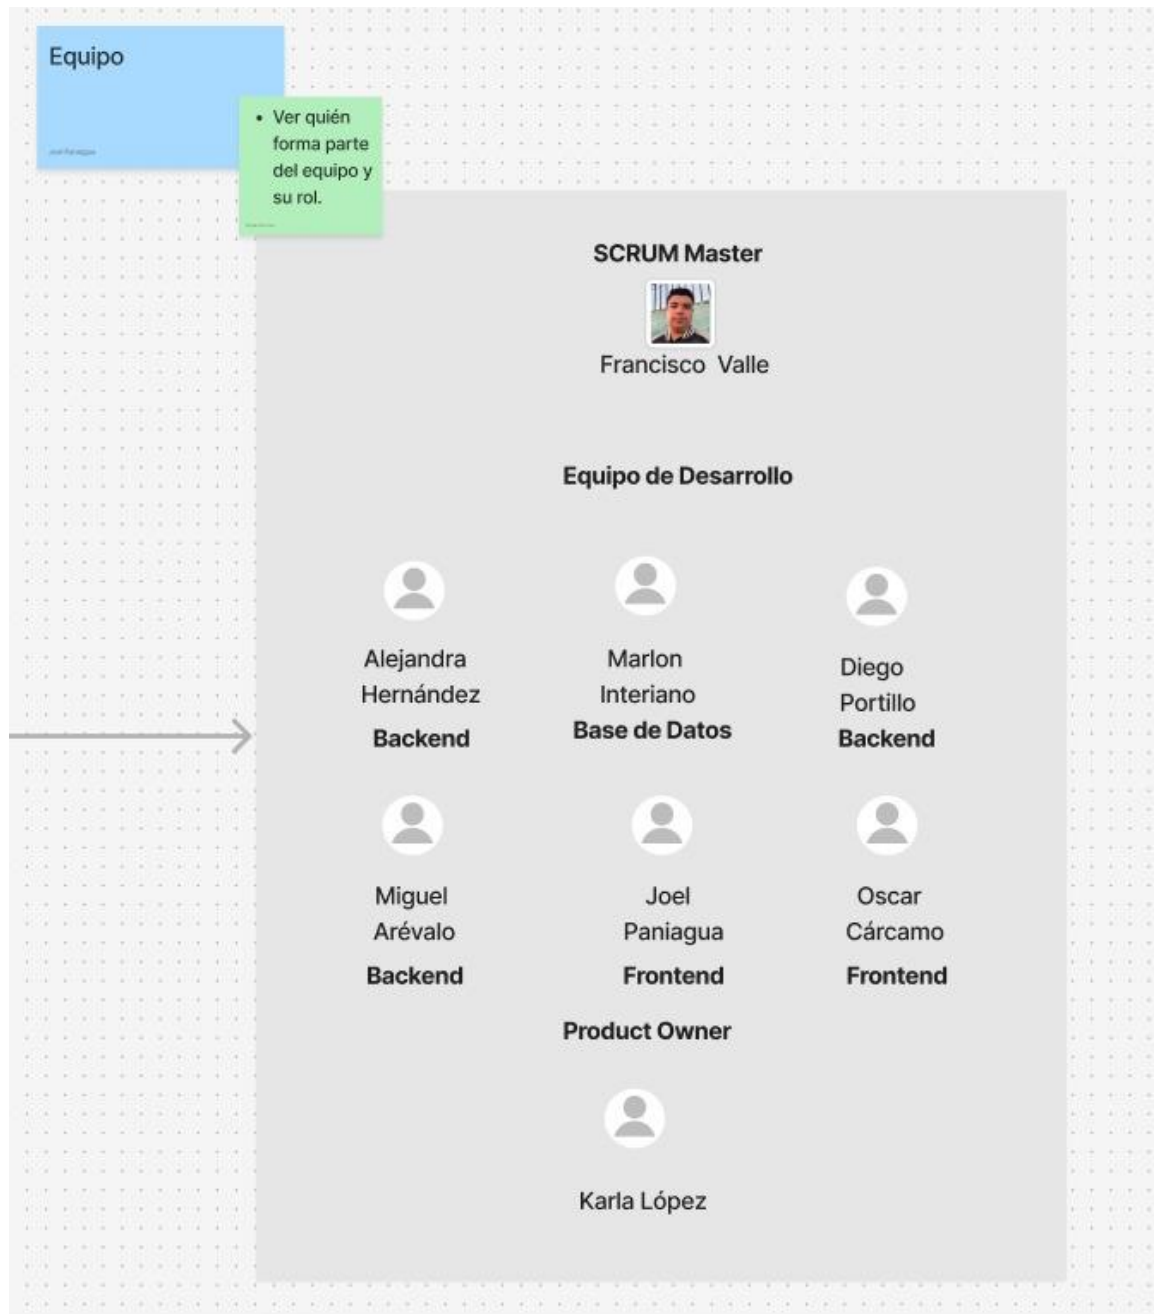 Equipo
• Ver quién
forma parte
del equipo y
su rol.
SCRUM Master
Francisco Valle
Equipo de Desarrollo
Alejandra
Hernández
Backend
Marlon
Interiano
Base de Datos
Diego
Portillo
Backend
Miguel
Arévalo
Backend
Joel
Paniagua
Frontend
Oscar
Cárcamo
Frontend
Product Owner
Karla López